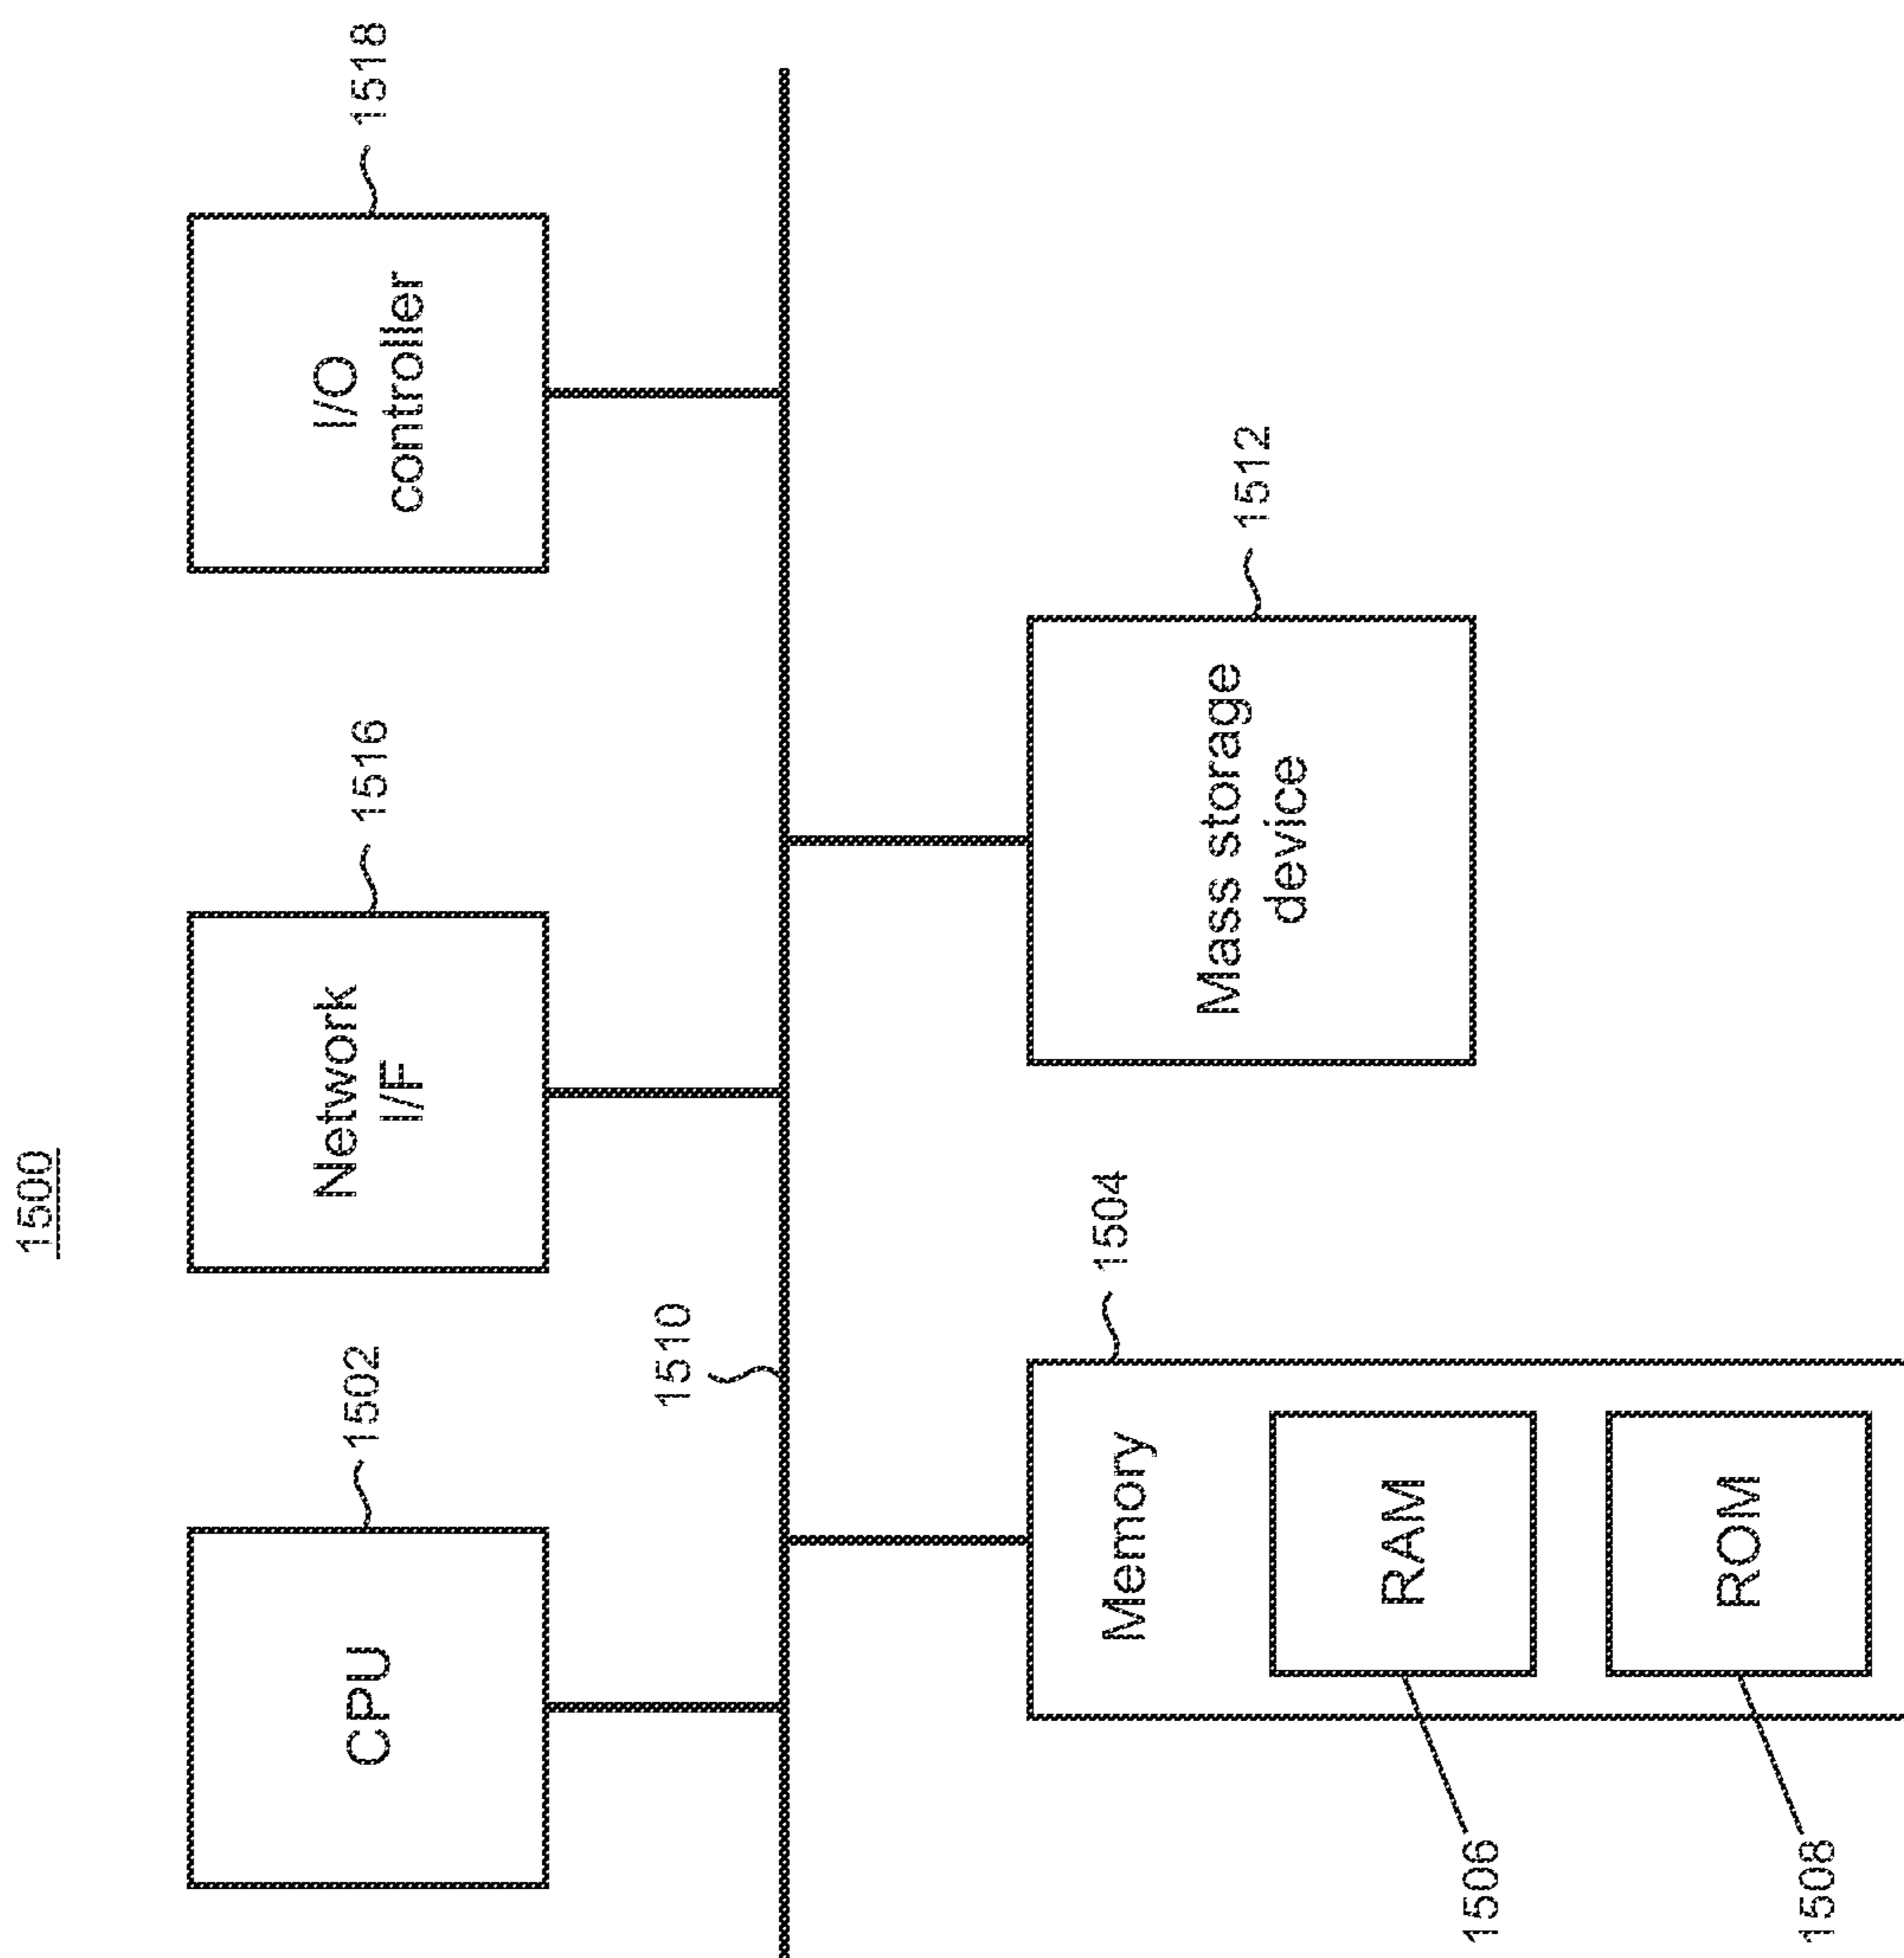 1500
CPU
1502
Network
I/F
1516
I/O
controller
1518
1510
Memory
1504
RAM
1506
ROM
1508
Mass storage
device
1512